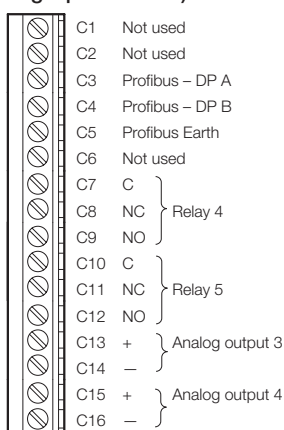 C1 Not used
C2 Not used
C3 Profibus – DP A
C4 Profibus – DP B
C5 Profibus Earth
C6 Not used
C7 C
C8 NC Relay 4
C9 NO
C10 C
C11 NC Relay 5
C12 NO
C13 + Analog output 3
C14 —
C15 + Analog output 4
C16 —